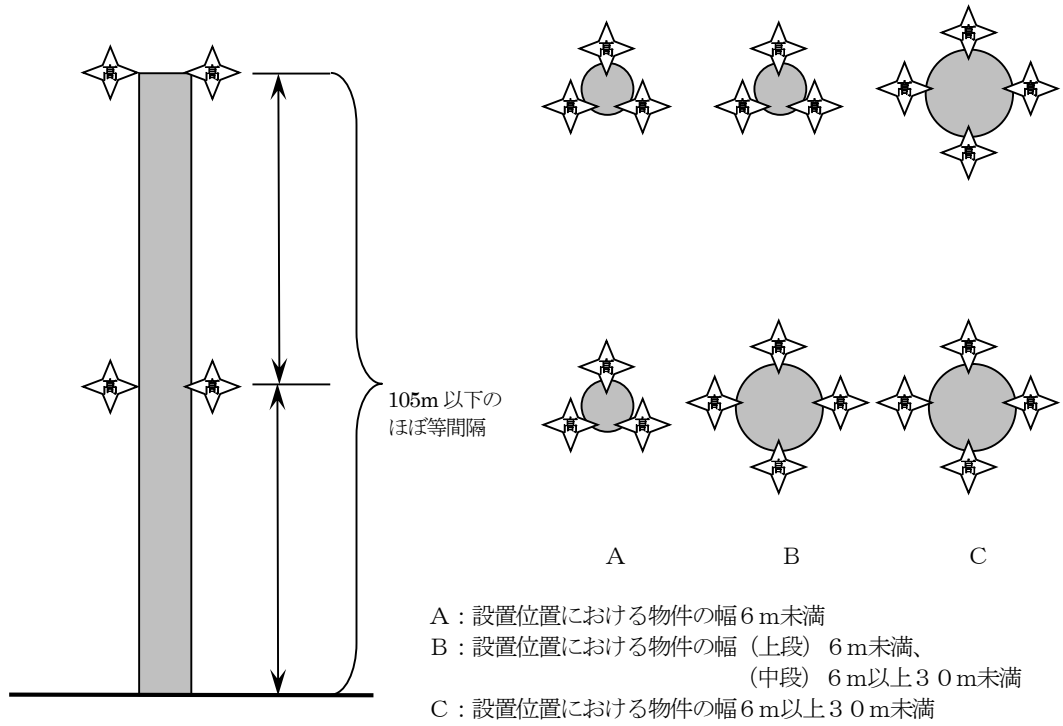 高 高 高 高 高
高 高 高 高 高 高
高
高 高
高 高 高
高 高 高 高 高 高
高 高 高 高
105m 以下の
ほぼ等間隔
A B C
A:設置位置における物件の幅6m未満
B:設置位置における物件の幅(上段)6m未満、
(中段)6m以上30m未満
C:設置位置における物件の幅6m以上30m未満